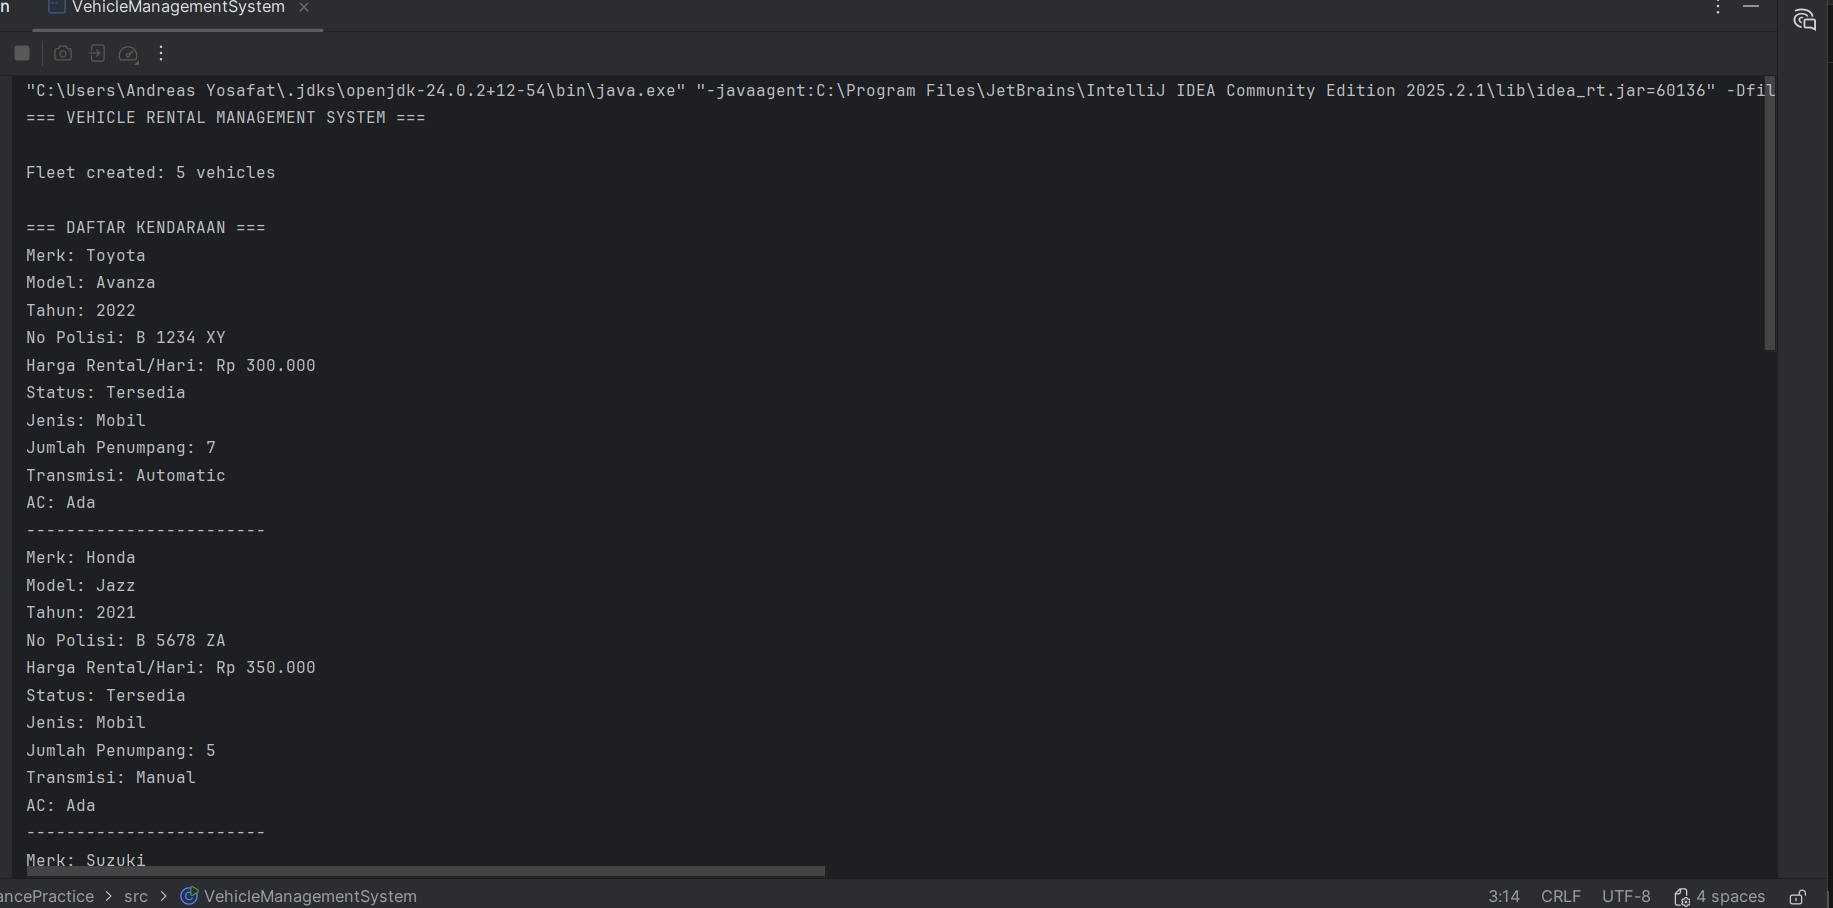 n VehicleManagementSystem
"C:\Users\Andreas Yosafat\.jdks\openjdk-24.0.2+12-54\bin\java.exe" "-javaagent:C:\Program Files\JetBrains\IntelliJ IDEA Community Edition 2025.2.1\lib\idea_rt.jar=60136" -Dfil
=== VEHICLE RENTAL MANAGEMENT SYSTEM ===
Fleet created: 5 vehicles
=== DAFTAR KENDARAAN ===
Merk: Toyota
Model: Avanza
Tahun: 2022
No Polisi: B 1234 XY
Harga Rental/Hari: Rp 300.000
Status: Tersedia
Jenis: Mobil
Jumlah Penumpang: 7
Transmisi: Automatic
AC: Ada
------------------------
Merk: Honda
Model: Jazz
Tahun: 2021
No Polisi: B 5678 ZA
Harga Rental/Hari: Rp 350.000
Status: Tersedia
Jenis: Mobil
Jumlah Penumpang: 5
Transmisi: Manual
AC: Ada
------------------------
Merk: Suzuki
ancePractice > src > VehicleManagementSystem 3:14 CRLF UTF-8 4 spaces